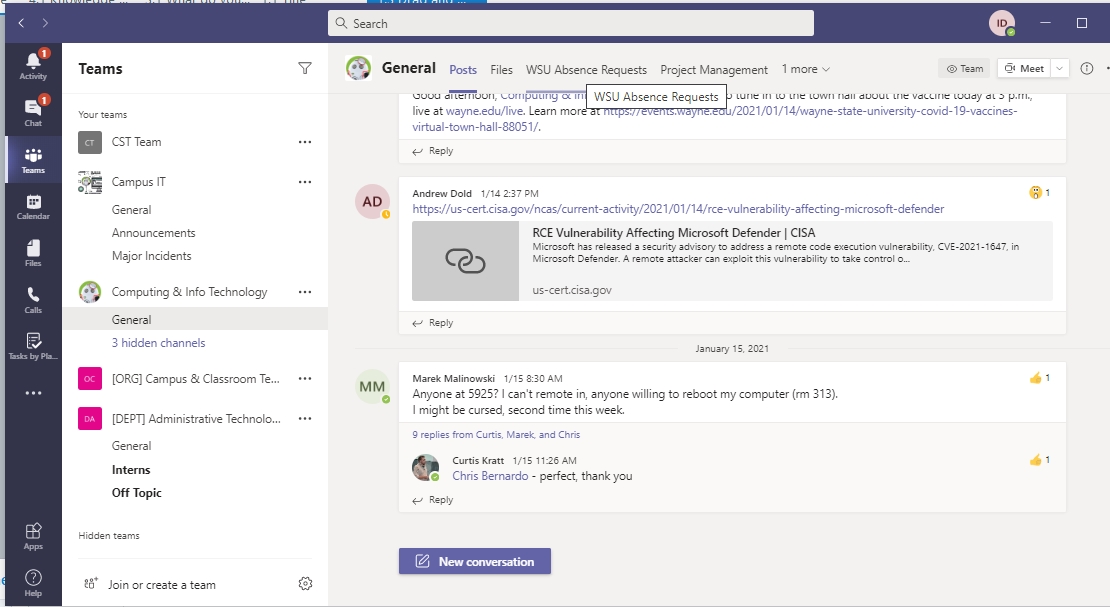 Search
ID
Activity
1
Chat
1
Teams
Calendar
Files
Calls
Tasks by Pla...
Apps
Help
Teams
Your teams
CT
CST Team
Campus IT
General
Announcements
Major Incidents
Computing & Info Technology
General
3 hidden channels
OC
[ORG] Campus & Classroom Te...
DA
[DEPT] Administrative Technolo...
General
Interns
Off Topic
Hidden teams
Join or create a team
General
Posts
Files
WSU Absence Requests
Project Management
1 more
Team
Meet
WSU Absence Requests
Good afternoon, Computing & In
o tune in to the town hall about the vaccine today at 3 p.m.,
live at wayne.edu/live. Learn more at https://events.wayne.edu/2021/01/14/wayne-state-university-covid-19-vaccines-
virtual-town-hall-88051/.
Reply
AD
Andrew Dold 1/14 2:37 PM
1
https://us-cert.cisa.gov/ncas/current-activity/2021/01/14/rce-vulnerability-affecting-microsoft-defender
RCE Vulnerability Affecting Microsoft Defender | CISA
Microsoft has released a security advisory to address a remote code execution vulnerability, CVE-2021-1647, in
Microsoft Defender. A remote attacker can exploit this vulnerability to take control o...
us-cert.cisa.gov
Reply
January 15, 2021
MM
Marek Malinowski 1/15 8:30 AM
1
Anyone at 5925? I can't remote in, anyone willing to reboot my computer (rm 313).
I might be cursed, second time this week.
9 replies from Curtis, Marek, and Chris
Curtis Kratt 1/15 11:26 AM
1
Chris Bernardo - perfect, thank you
Reply
New conversation